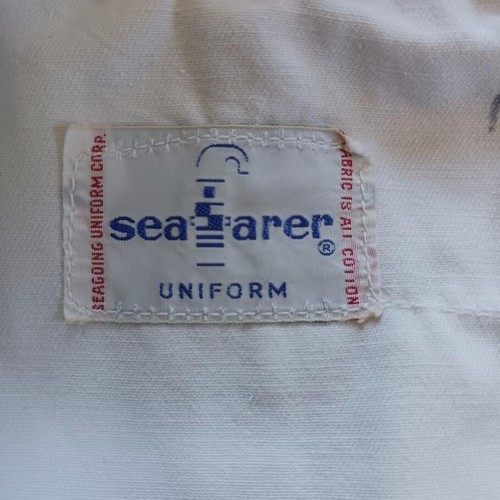 SEAGOING UNIFORM CORP.
seafarer®
UNIFORM
FABRIC IS ALL COTTON